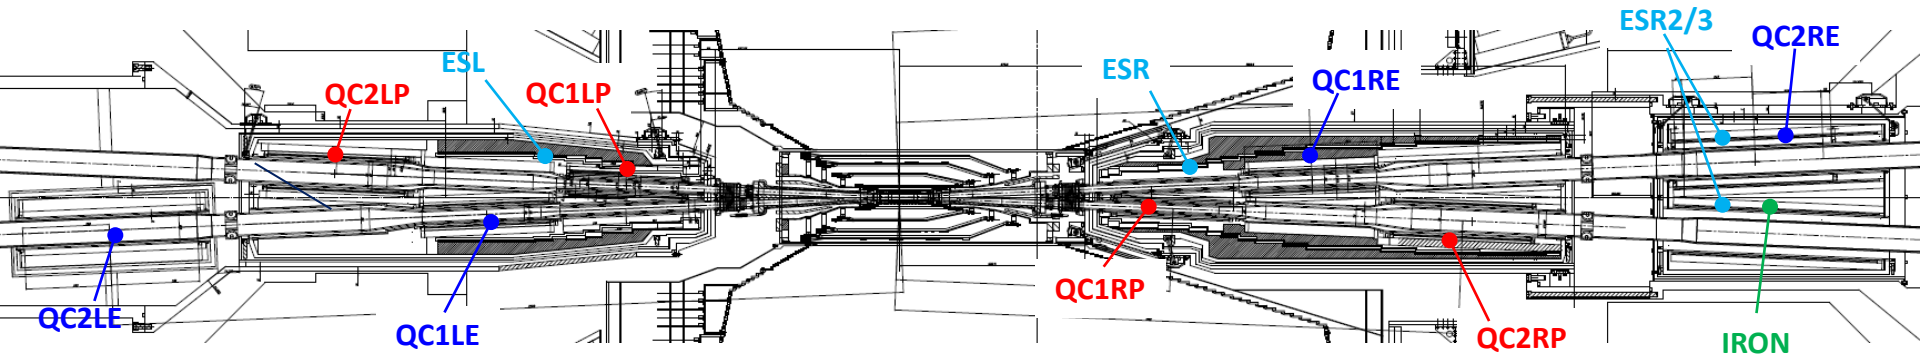 ESR2/3
QC2RE
ESL
QC2LP
QC1LP
ESR
QC1RE
QC2LE
QC1LE
QC1RP
QC2RP
IRON